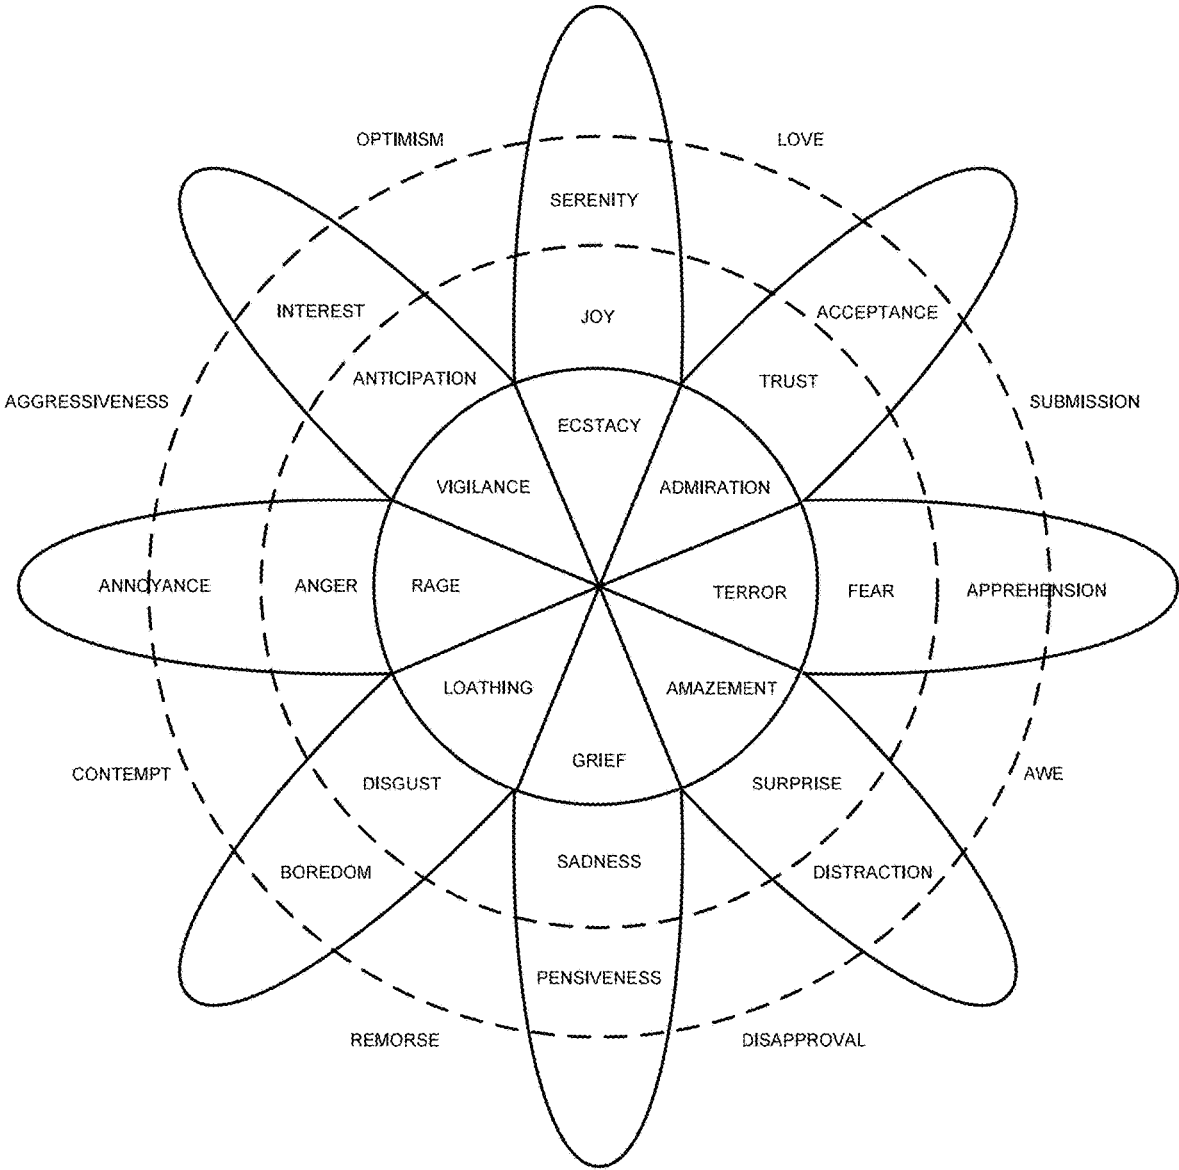 OPTIMISM
LOVE
SERENITY
INTEREST
ACCEPTANCE
JOY
ANTICIPATION
TRUST
AGGRESSIVENESS
SUBMISSION
ECSTACY
VIGILANCE
ADMIRATION
ANNOYANCE
ANGER
RAGE
TERROR
FEAR
APPREHENSION
LOATHING
AMAZEMENT
GRIEF
CONTEMPT
AWE
DISGUST
SURPRISE
SADNESS
BOREDOM
DISTRACTION
PENSIVENESS
REMORSE
DISAPPROVAL